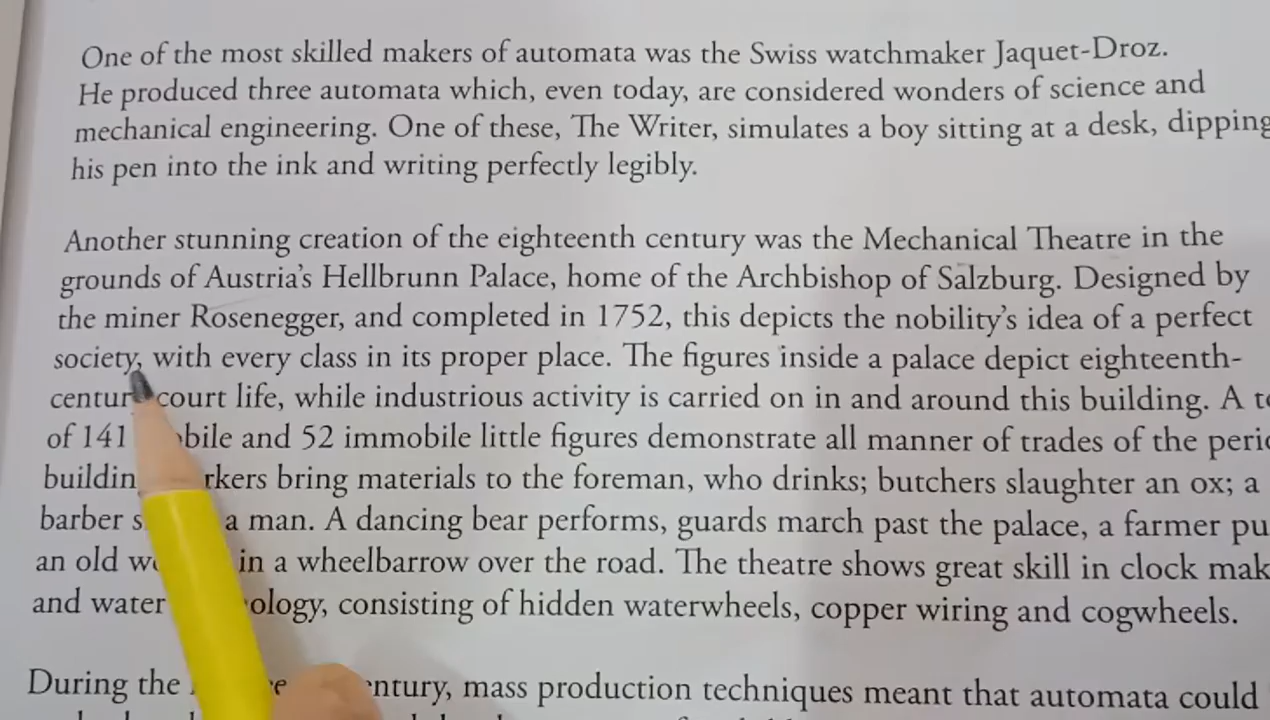 One of the most skilled makers of automata was the Swiss watchmaker Jaquet-Droz.
He produced three automata which, even today, are considered wonders of science and
mechanical engineering. One of these, The Writer, simulates a boy sitting at a desk, dipping
his pen into the ink and writing perfectly legibly.
Another stunning creation of the eighteenth century was the Mechanical Theatre in the
grounds of Austria's Hellbrunn Palace, home of the Archbishop of Salzburg. Designed by
the miner Rosenegger, and completed in 1752, this depicts the nobility's idea of a perfect
society, with every class in its proper place. The figures inside a palace depict eighteenth-
court life, while industrious activity is carried on in and around this building. A
of 141 and 52 immobile little figures demonstrate all manner of trades of the
bring materials to the foreman, who drinks; butchers slaughter an ox; a
barber a man. A dancing bear performs, guards march past the palace, a farmer
an old in a wheelbarrow over the road. The theatre shows great skill in clock
and water consisting of hidden waterwheels, copper wiring and cogwheels.
During the mass production techniques meant that automata could